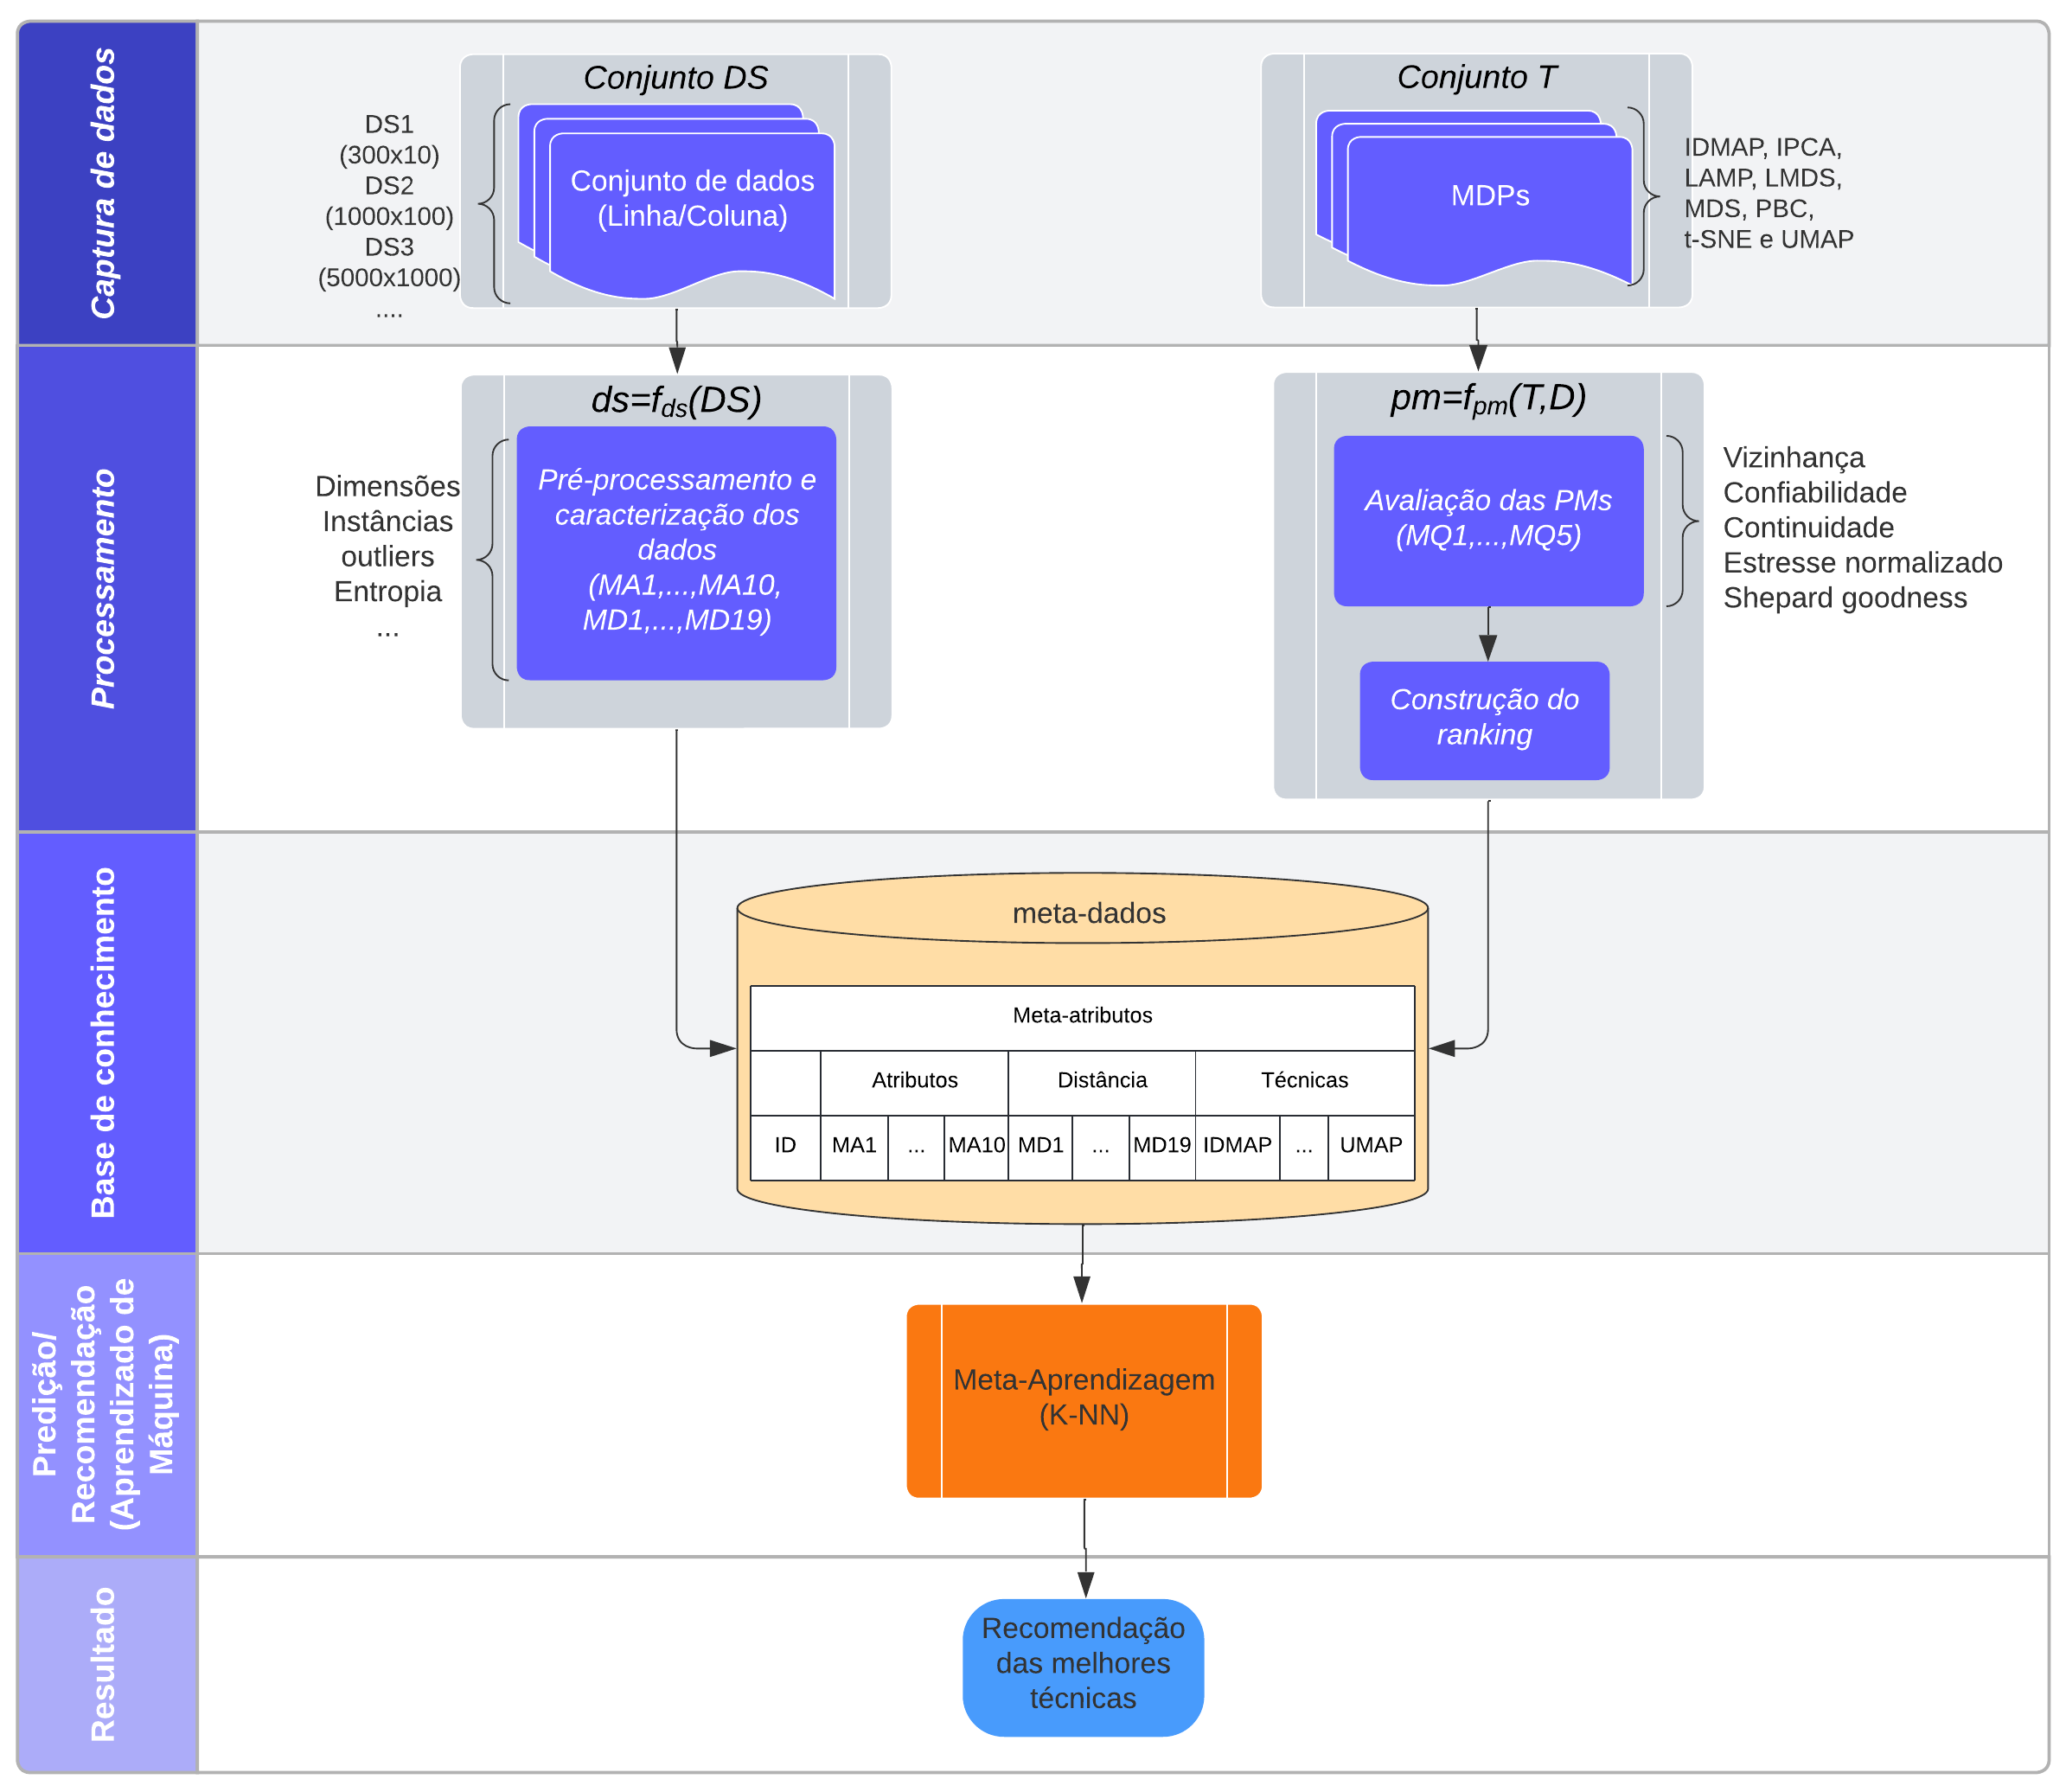 Captura de dados
Conjunto DS
DS1
(300x10)
DS2
(1000x100)
DS3
(5000x1000)
....
Conjunto de dados
(Linha/Coluna)
Conjunto T
MDPs
IDMAP, IPCA,
LAMP, LMDS,
MDS, PBC,
t-SNE e UMAP
Processamento
ds=fds(DS)
Dimensões
Instâncias
outliers
Entropia
...
Pré-processamento e
caracterização dos
dados
(MA1,...,MA10,
MD1,...,MD19)
pm=fpm(T,D)
Avaliação das PMs
(MQ1,...,MQ5)
Vizinhança
Confiabilidade
Continuidade
Estresse normalizado
Shepard goodness
Construção do
ranking
Base de conhecimento
meta-dados
Meta-atributos
Atributos Distância Técnicas
ID MA1 ... MA10 MD1 ... MD19 IDMAP ... UMAP
Predição/
Recomendação
(Aprendizado de
Máquina)
Meta-Aprendizagem
(K-NN)
Resultado
Recomendação
das melhores
técnicas